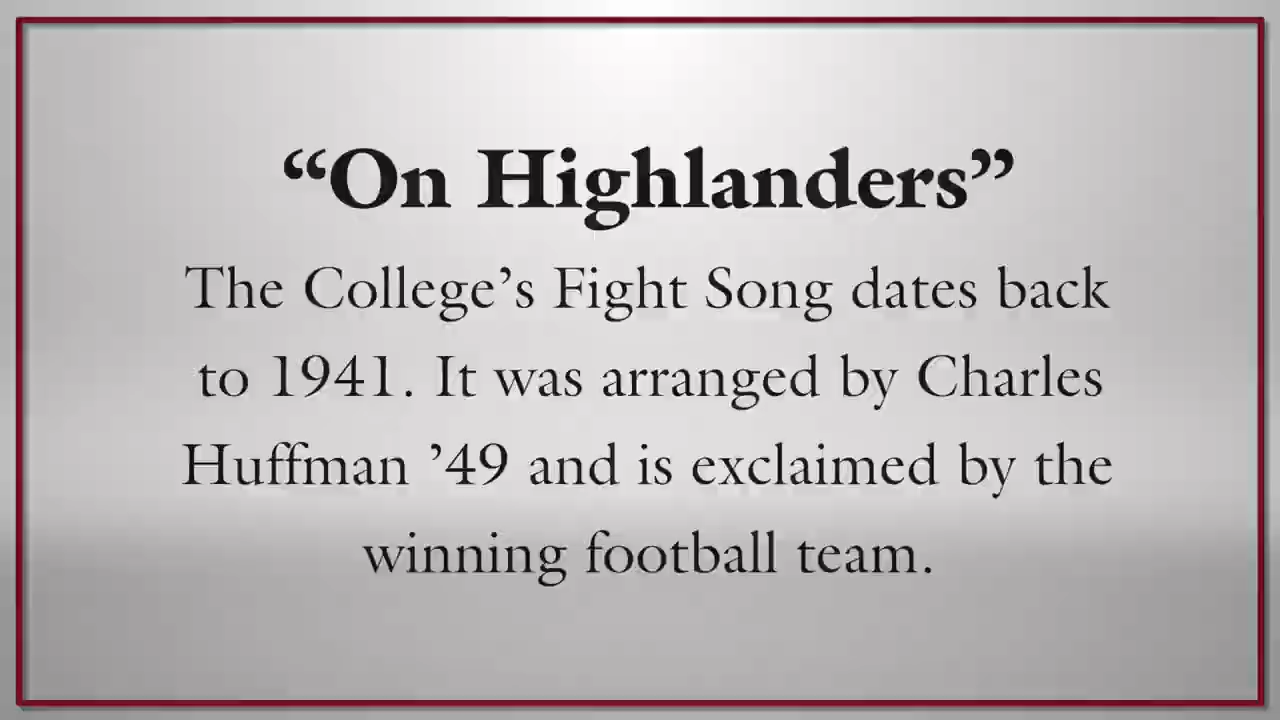 “On Highlanders”
The College’s Fight Song dates back
to 1941. It was arranged by Charles
Huffman ’49 and is exclaimed by the
winning football team.